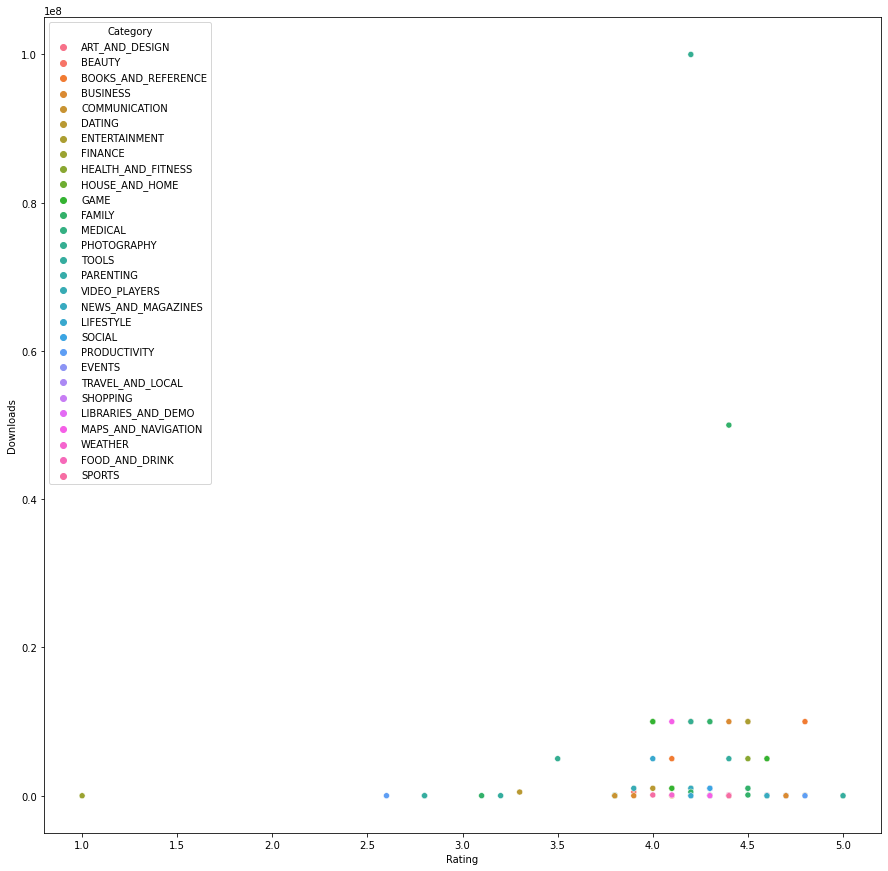 1e8
Category
ART_AND_DESIGN
BEAUTY
BOOKS_AND_REFERENCE
BUSINESS
COMMUNICATION
DATING
ENTERTAINMENT
FINANCE
HEALTH_AND_FITNESS
HOUSE_AND_HOME
GAME
FAMILY
MEDICAL
PHOTOGRAPHY
TOOLS
PARENTING
VIDEO_PLAYERS
NEWS_AND_MAGAZINES
LIFESTYLE
SOCIAL
PRODUCTIVITY
EVENTS
TRAVEL_AND_LOCAL
SHOPPING
LIBRARIES_AND_DEMO
MAPS_AND_NAVIGATION
WEATHER
FOOD_AND_DRINK
SPORTS
1.0
0.8
0.6
0.4
0.2
0.0
Downloads
1.0 1.5 2.0 2.5 3.0 3.5 4.0 4.5 5.0
Rating